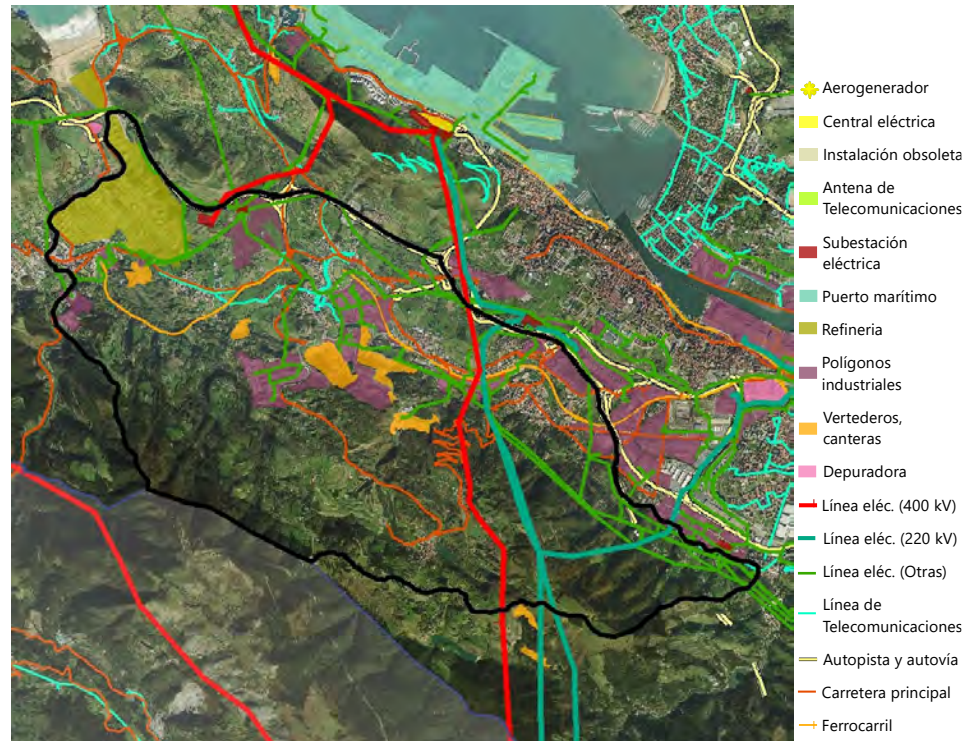 Aerogenerador
Central eléctrica
Instalación obsoleta
Antena de
Telecomunicaciones
Subestación
eléctrica
Puerto marítimo
Refineria
Polígonos
industriales
Vertederos,
canteras
Depuradora
Línea eléc. (400 kV)
Línea eléc. (220 kV)
Línea eléc. (Otras)
Línea de
Telecomunicaciones
Autopista y autovía
Carretera principal
Ferrocarril